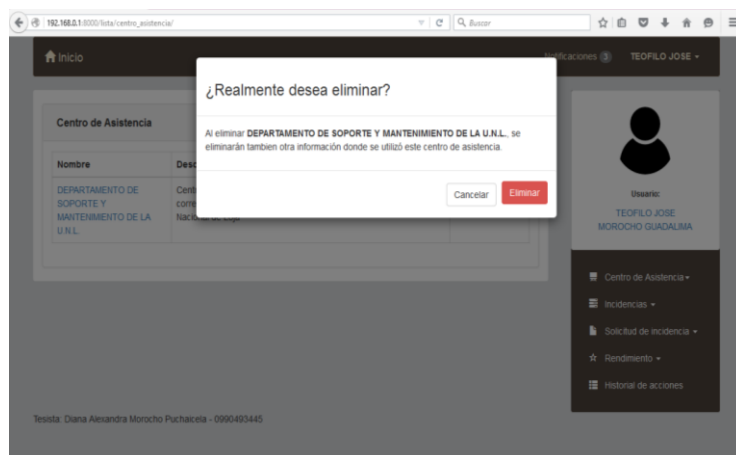 192.168.0.1:8000/lista/centro_asistencia/
Buscar
Inicio
Notificaciones 3
TEOFILO JOSE
¿Realmente desea eliminar?
Al eliminar DEPARTAMENTO DE SOPORTE Y MANTENIMIENTO DE LA U.N.L., se
eliminarán tambien otra información donde se utilizó este centro de asistencia.
Cancelar
Eliminar
Centro de Asistencia
Nombre
DEPARTAMENTO DE
SOPORTE Y
MANTENIMIENTO DE LA
U.N.L.
Usuario:
TEOFILO JOSE
MOROCHO GUADALIMA
Centro de Asistencia
Incidencias
Solicitud de incidencia
Rendimiento
Historial de acciones
Tesista: Diana Alexandra Morocho Puchaicela - 0990493445